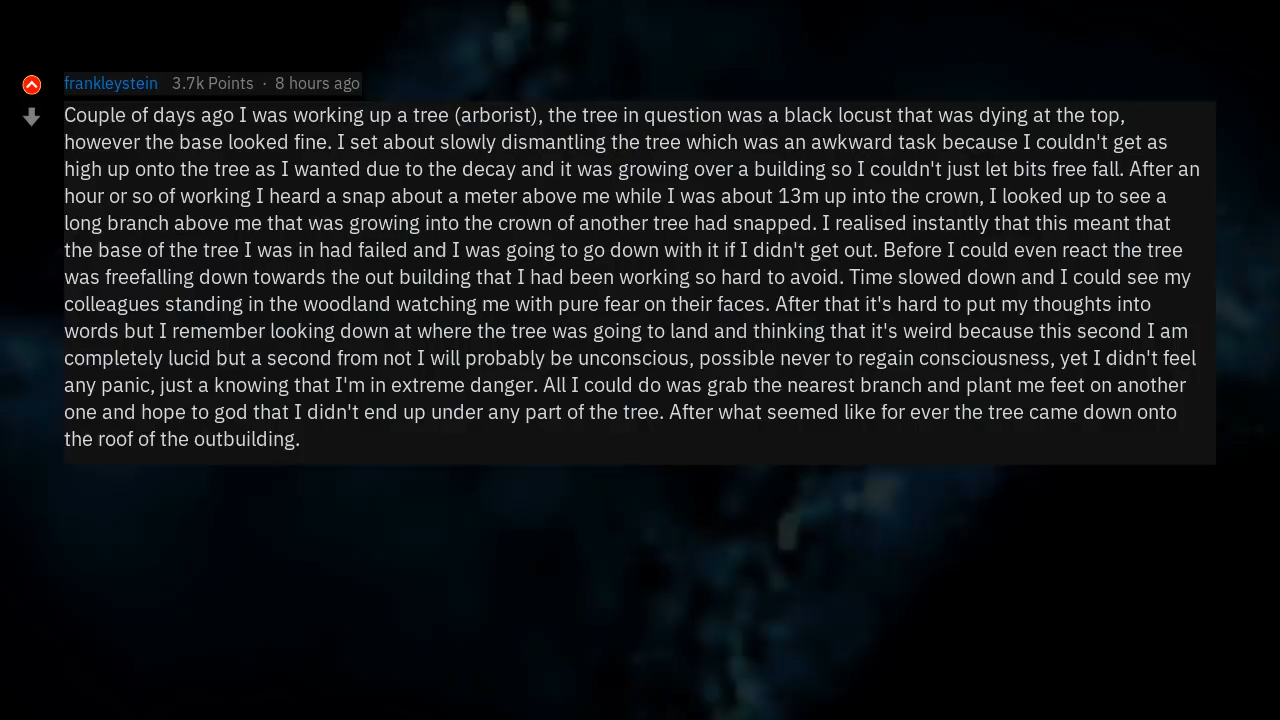 frankleystein 3.7k Points · 8 hours ago
Couple of days ago I was working up a tree (arborist), the tree in question was a black locust that was dying at the top,
however the base looked fine. I set about slowly dismantling the tree which was an awkward task because I couldn't get as
high up onto the tree as I wanted due to the decay and it was growing over a building so I couldn't just let bits free fall. After an
hour or so of working I heard a snap about a meter above me while I was about 13m up into the crown, I looked up to see a
long branch above me that was growing into the crown of another tree had snapped. I realised instantly that this meant that
the base of the tree I was in had failed and I was going to go down with it if I didn't get out. Before I could even react the tree
was freefalling down towards the out building that I had been working so hard to avoid. Time slowed down and I could see my
colleagues standing in the woodland watching me with pure fear on their faces. After that it's hard to put my thoughts into
words but I remember looking down at where the tree was going to land and thinking that it's weird because this second I am
completely lucid but a second from not I will probably be unconscious, possible never to regain consciousness, yet I didn't feel
any panic, just a knowing that I'm in extreme danger. All I could do was grab the nearest branch and plant me feet on another
one and hope to god that I didn't end up under any part of the tree. After what seemed like for ever the tree came down onto
the roof of the outbuilding.